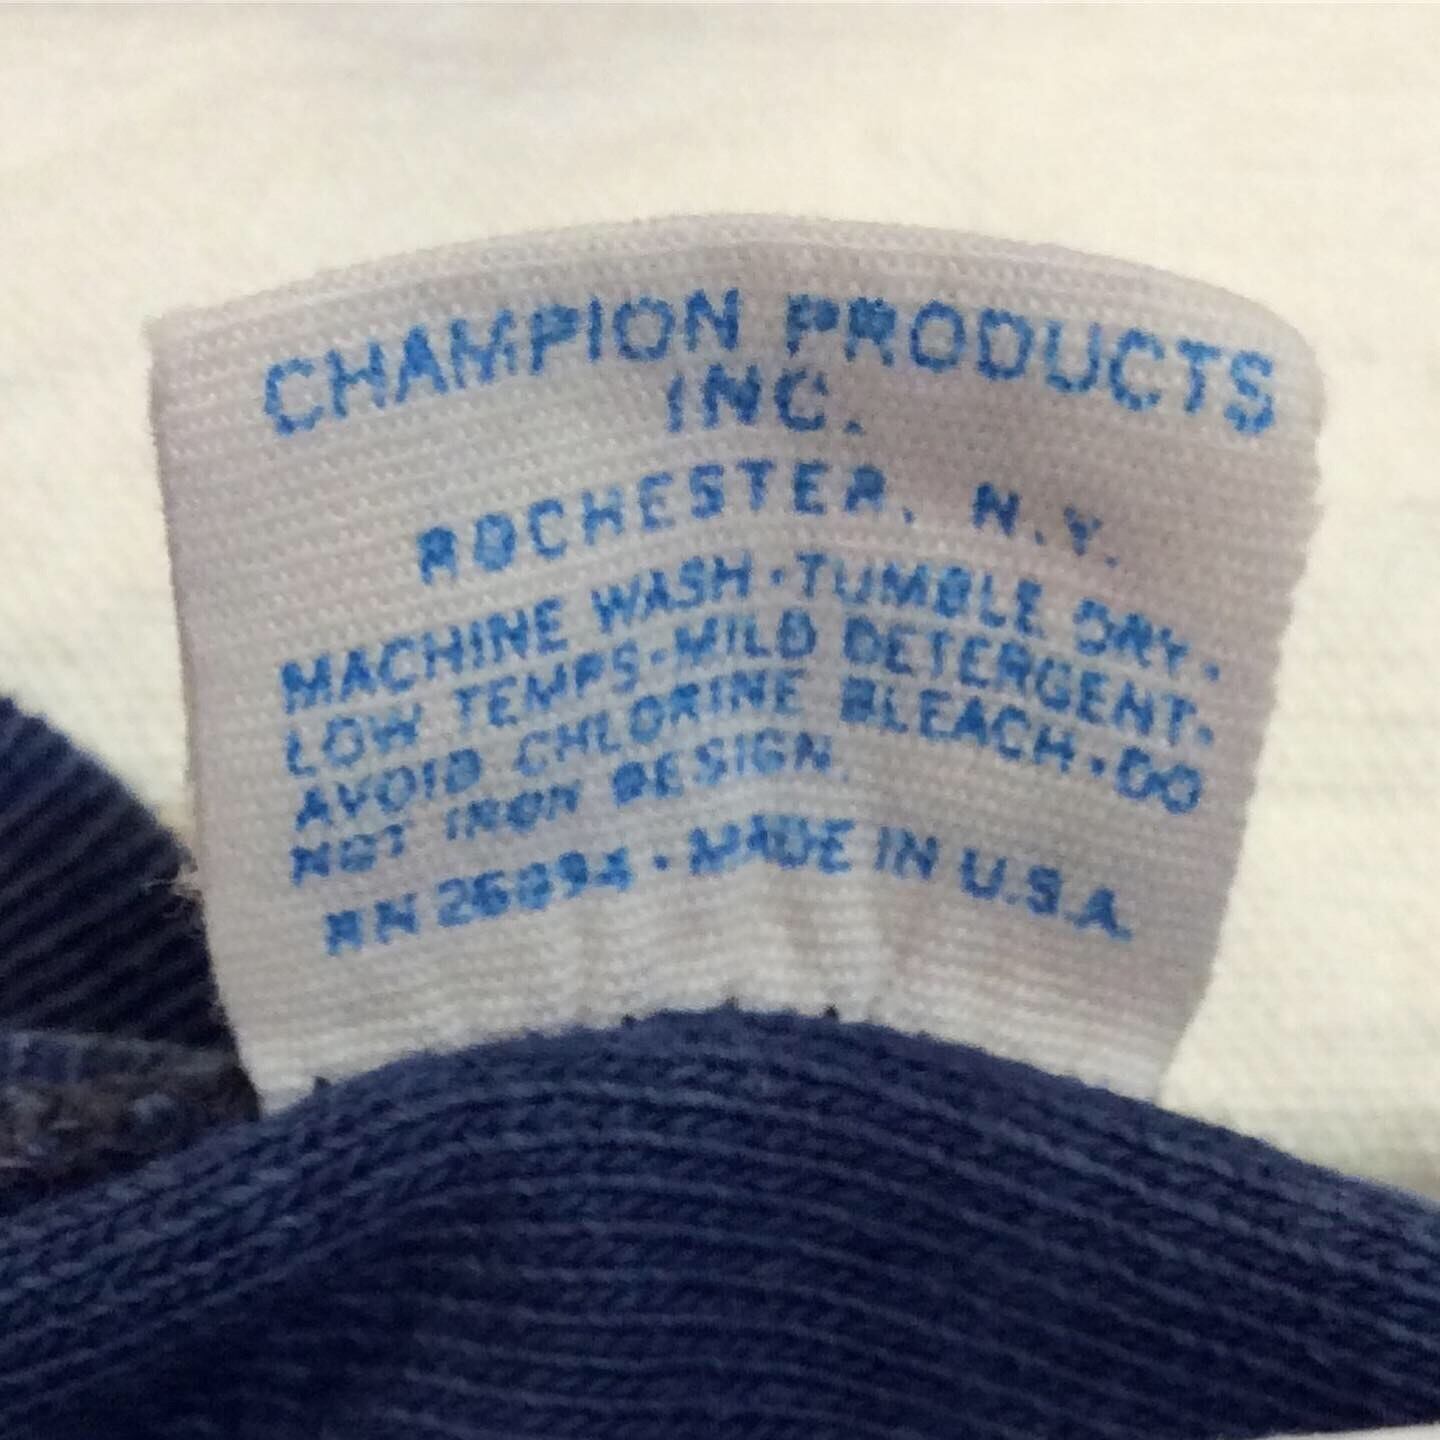 CHAMPION PRODUCTS
INC.
ROCHESTER, N.Y.
MACHINE WASH·TUMBLE DRY·
LOW TEMPS·MILD DETERGENT·
AVOID CHLORINE BLEACH·DO
NOT IRON DESIGN.
RN 26094 · MADE IN U.S.A.